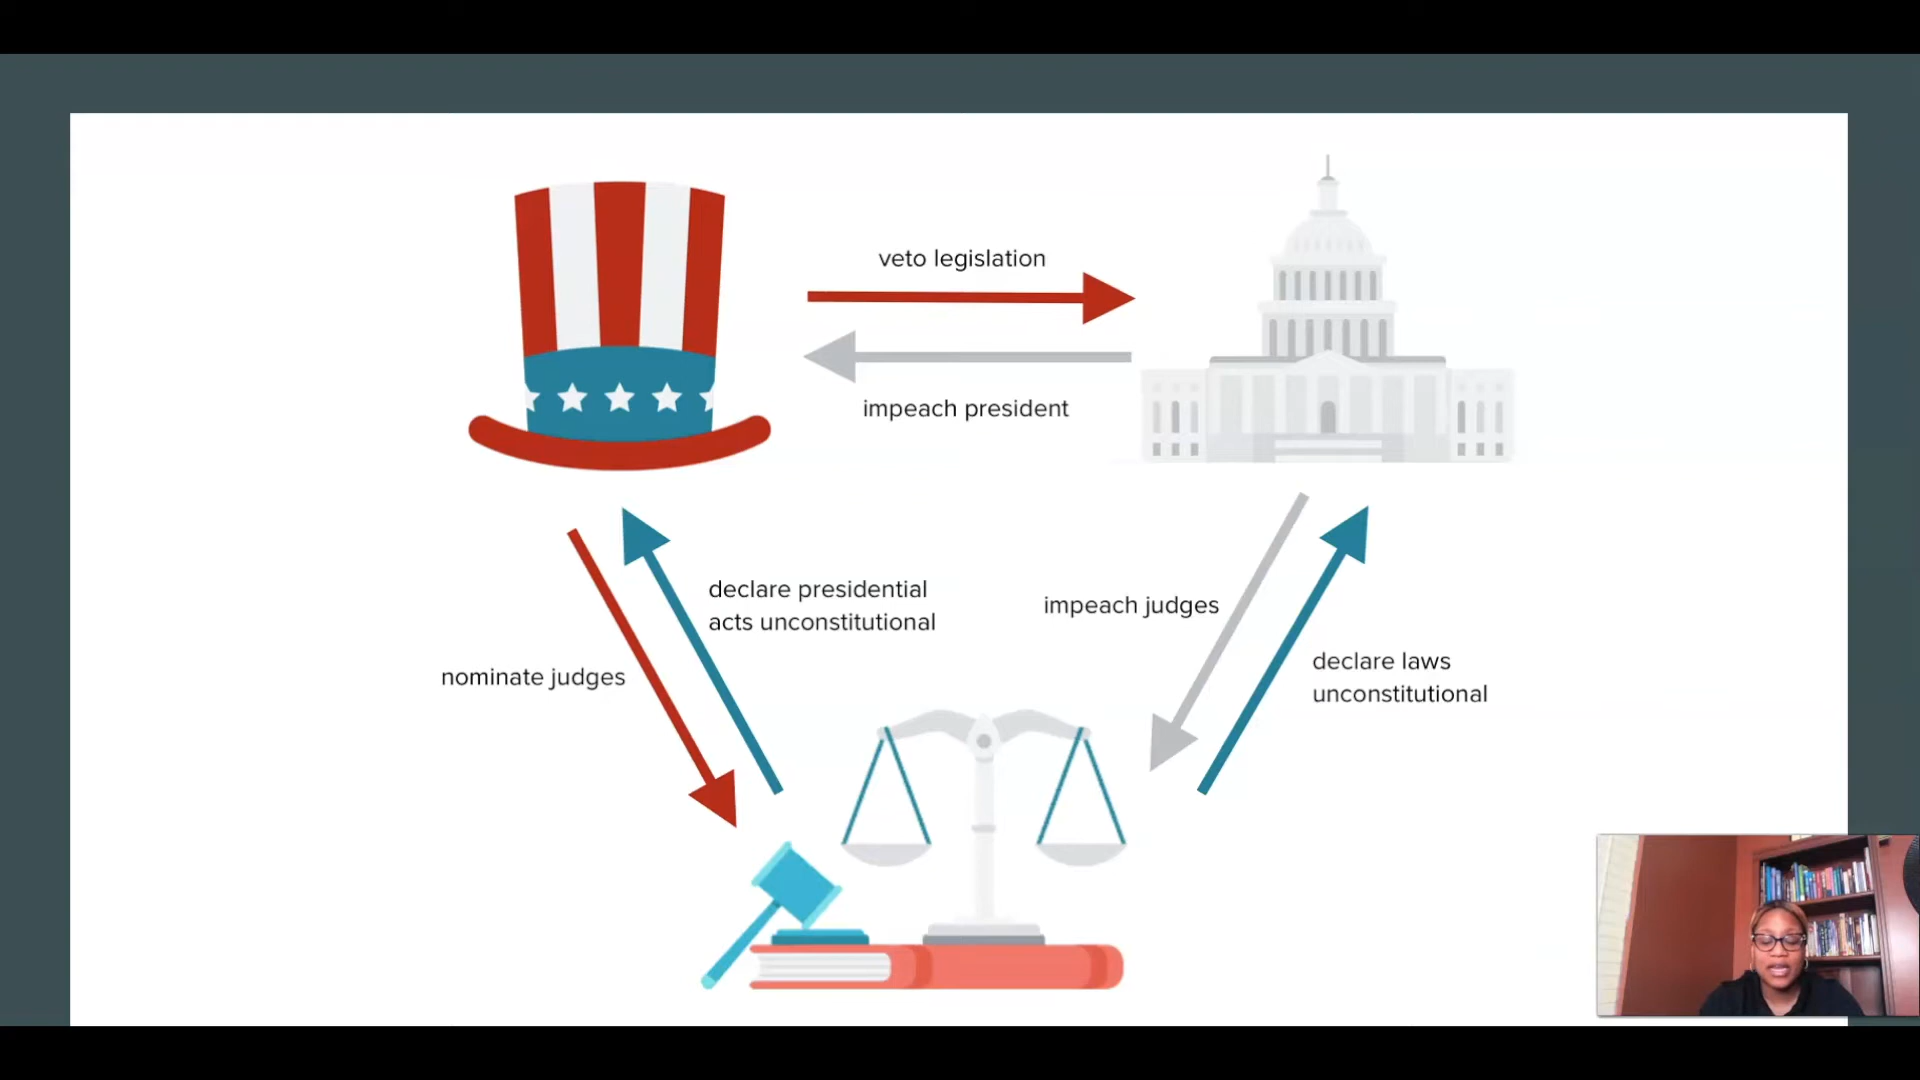 veto legislation
impeach president
declare presidential
acts unconstitutional
impeach judges
nominate judges
declare laws
unconstitutional